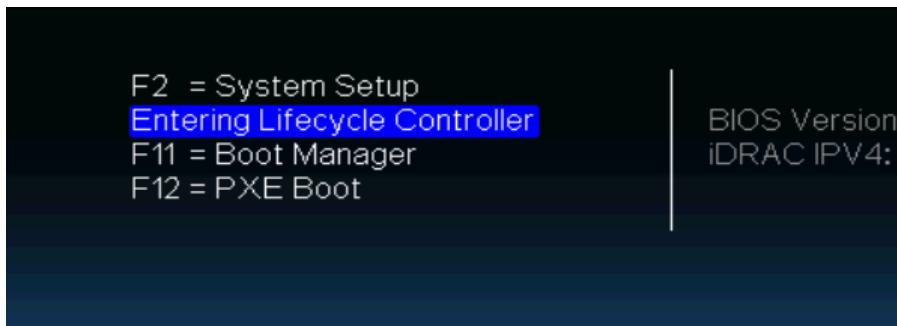 F2 = System Setup
Entering Lifecycle Controller
F11 = Boot Manager
F12 = PXE Boot
BIOS Version
iDRAC IPV4: